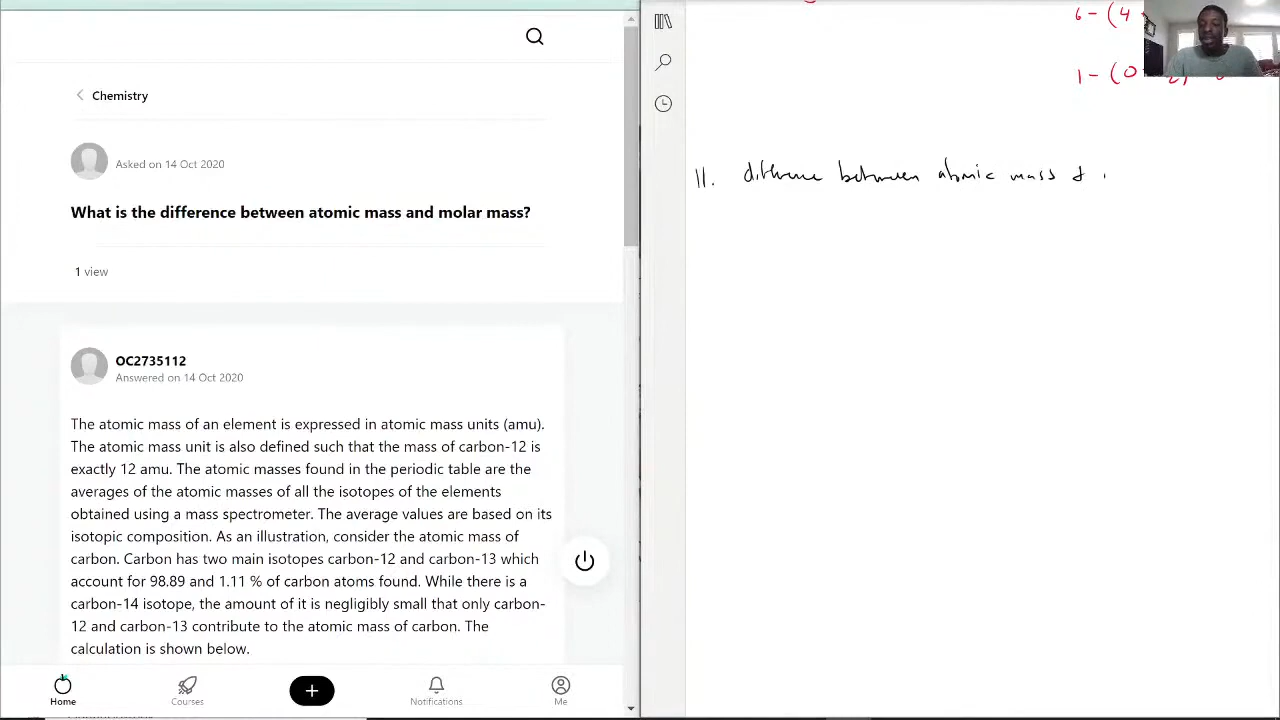 Chemistry
Asked on 14 Oct 2020
What is the difference between atomic mass and molar mass?
1 view
OC2735112
Answered on 14 Oct 2020
The atomic mass of an element is expressed in atomic mass units (amu).
The atomic mass unit is also defined such that the mass of carbon-12 is
exactly 12 amu. The atomic masses found in the periodic table are the
averages of the atomic masses of all the isotopes of the elements
obtained using a mass spectrometer. The average values are based on its
isotopic composition. As an illustration, consider the atomic mass of
carbon. Carbon has two main isotopes carbon-12 and carbon-13 which
account for 98.89 and 1.11 % of carbon atoms found. While there is a
carbon-14 isotope, the amount of it is negligibly small that only carbon-
12 and carbon-13 contribute to the atomic mass of carbon. The
calculation is shown below.
Home
Courses
Notifications
Me
6 - (4
1 - (0
11. difference between atomic mass &